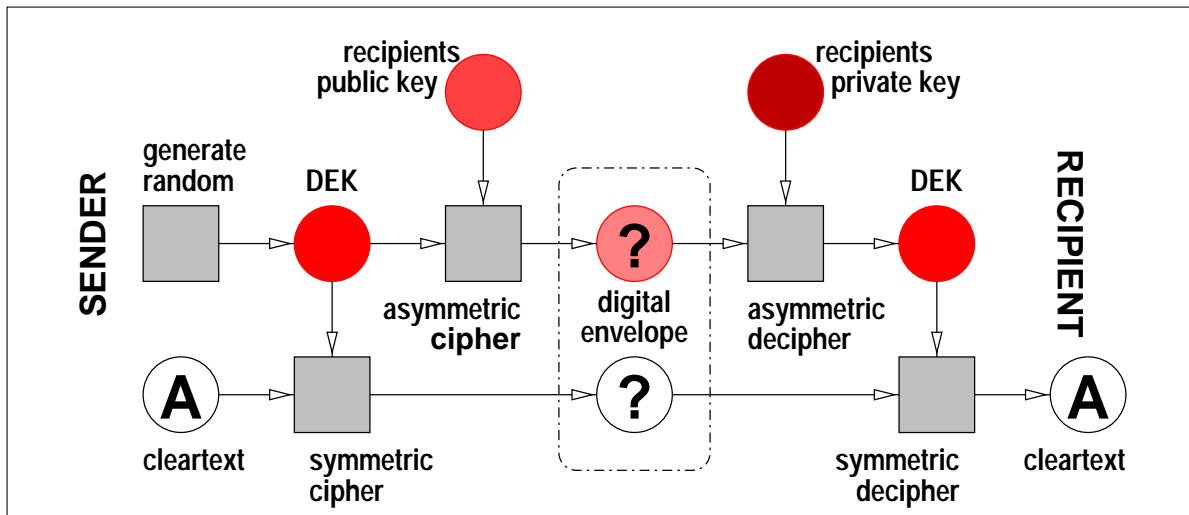 recipients
public key
recipients
private key
generate
random
DEK
DEK
SENDER
RECIPIENT
?
asymmetric
cipher
digital
envelope
asymmetric
decipher
A
?
A
cleartext
symmetric
cipher
symmetric
decipher
cleartext